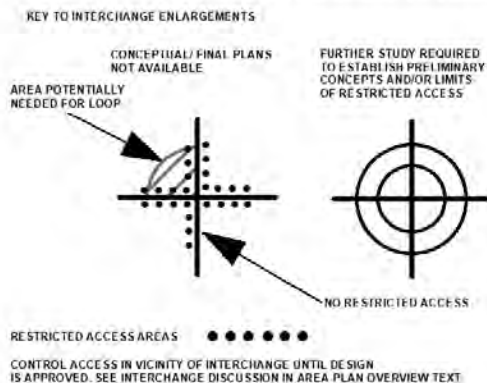 KEY TO INTERCHANGE ENLARGEMENTS
CONCEPTUAL/ FINAL PLANS
NOT AVAILABLE
AREA POTENTIALLY
NEEDED FOR LOOP
FURTHER STUDY REQUIRED
TO ESTABLISH PRELIMINARY
CONCEPTS AND/OR LIMITS
OF RESTRICTED ACCESS
NO RESTRICTED ACCESS
RESTRICTED ACCESS AREAS
CONTROL ACCESS IN VICINITY OF INTERCHANGE UNTIL DESIGN
IS APPROVED. SEE INTERCHANGE DISCUSSION IN AREA PLAN OVERVIEW TEXT